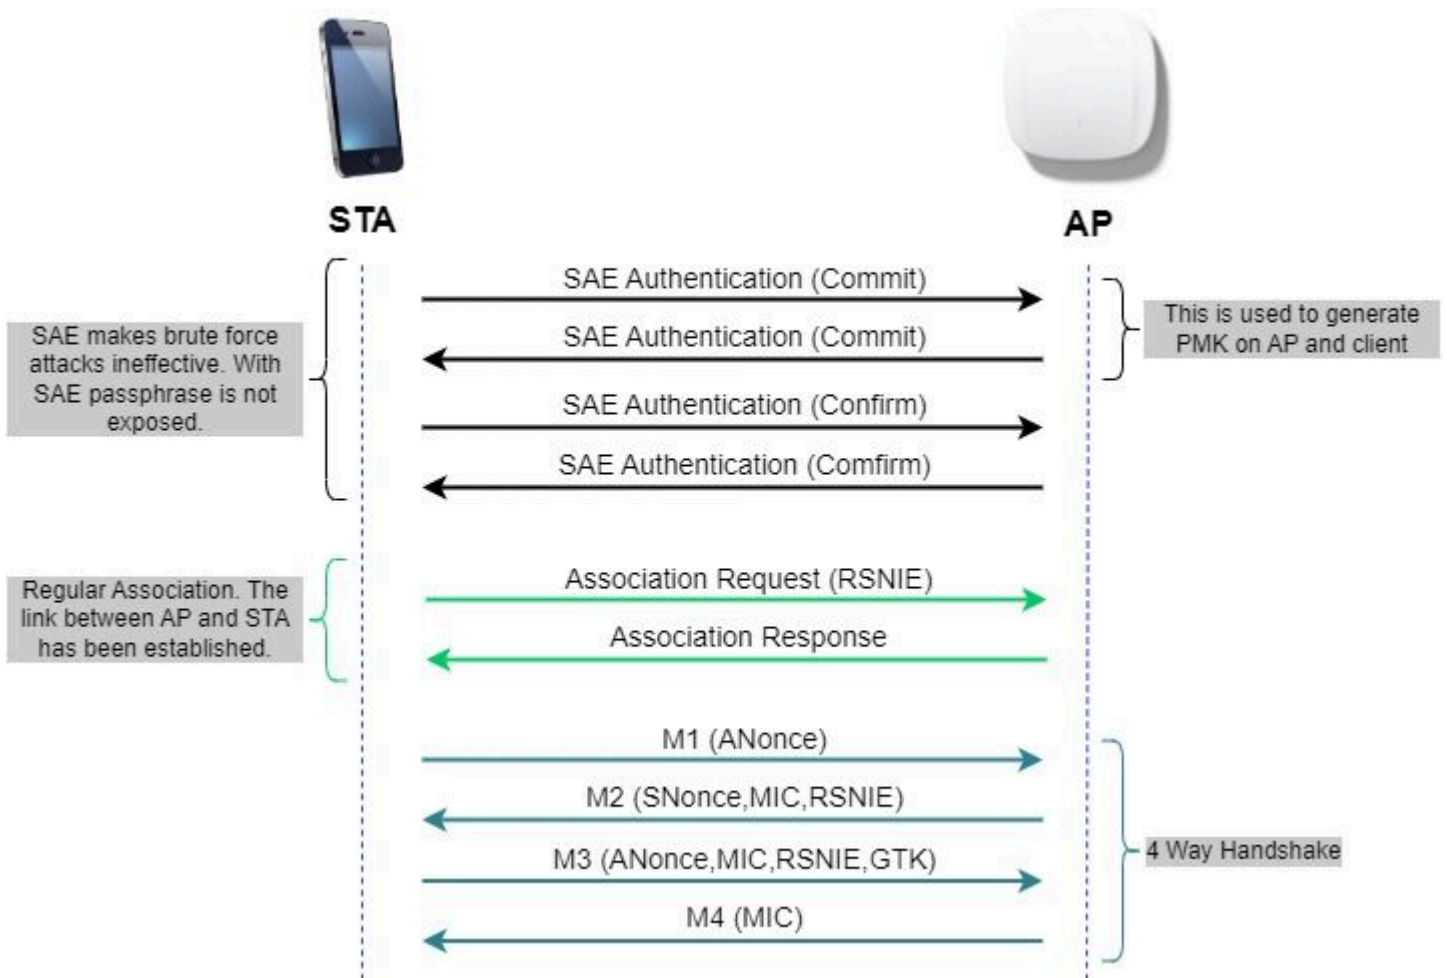 STA
AP
SAE Authentication (Commit)
SAE Authentication (Commit)
SAE Authentication (Confirm)
SAE Authentication (Comfirm)
SAE makes brute force
attacks ineffective. With
SAE passphrase is not
exposed.
This is used to generate
PMK on AP and client
Association Request (RSNIE)
Association Response
Regular Association. The
link between AP and STA
has been established.
M1 (ANonce)
M2 (SNonce,MIC,RSNIE)
M3 (ANonce,MIC,RSNIE,GTK)
M4 (MIC)
4 Way Handshake